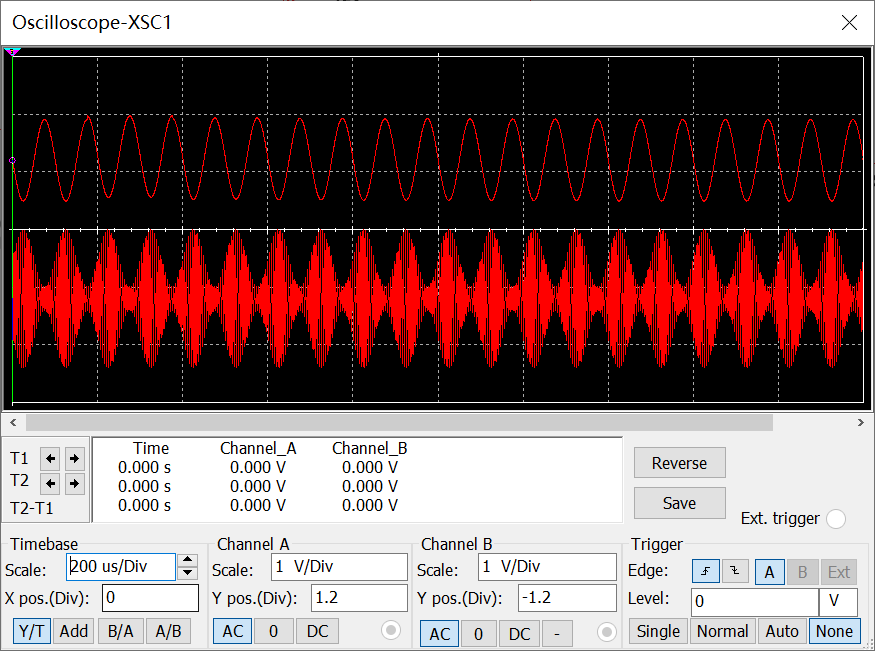 Oscilloscope-XSC1
T1
T2
T2-T1
Time Channel_A Channel_B
0.000 s 0.000 V 0.000 V
0.000 s 0.000 V 0.000 V
0.000 s 0.000 V 0.000 V
Reverse
Save
Ext. trigger
Timebase
Scale: 200 us/Div
X pos.(Div): 0
Y/T Add B/A A/B
Channel A
Scale: 1 V/Div
Y pos.(Div): 1.2
AC 0 DC
Channel B
Scale: 1 V/Div
Y pos.(Div): -1.2
AC 0 DC -
Trigger
Edge: A B Ext
Level: 0 V
Single Normal Auto None